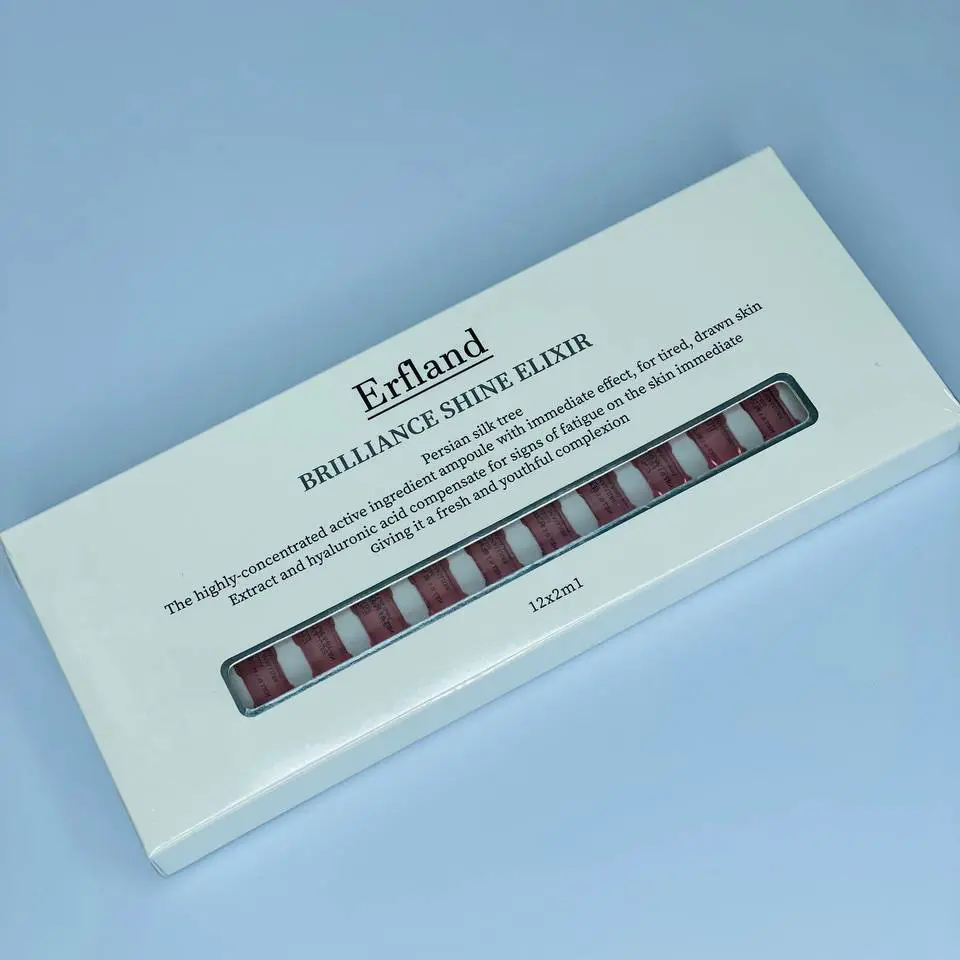 Erfland
BRILLIANCE SHINE ELIXIR
Persian silk tree
The highly-concentrated active ingredient ampoule with immediate effect, for tired, drawn skin
Extract and hyaluronic acid compensate for signs of fatigue on the skin immediate
Giving it a fresh and youthful complexion
12x2ml